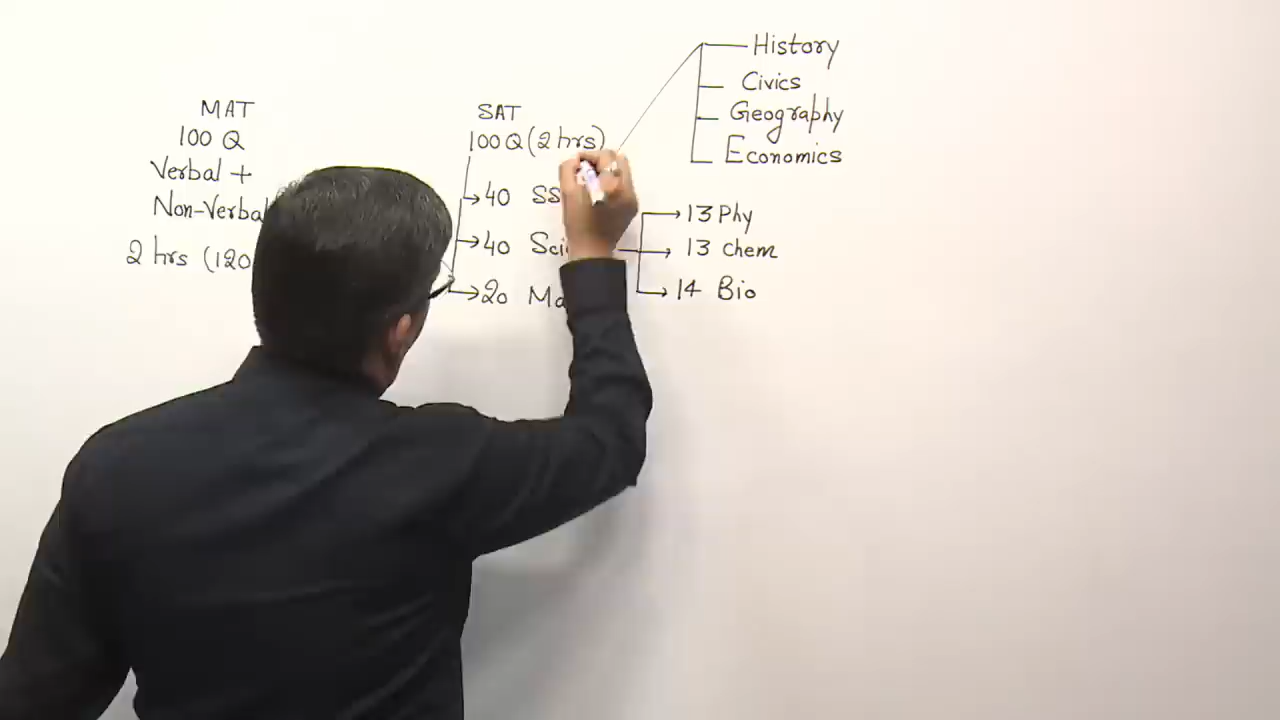 MAT
100 Q
Verbal +
Non-Verbal
2 hrs (120
SAT
100 Q (2 hrs)
40 SS
40 Sci
20 Ma
History
Civics
Geography
Economics
13 Phy
13 chem
14 Bio